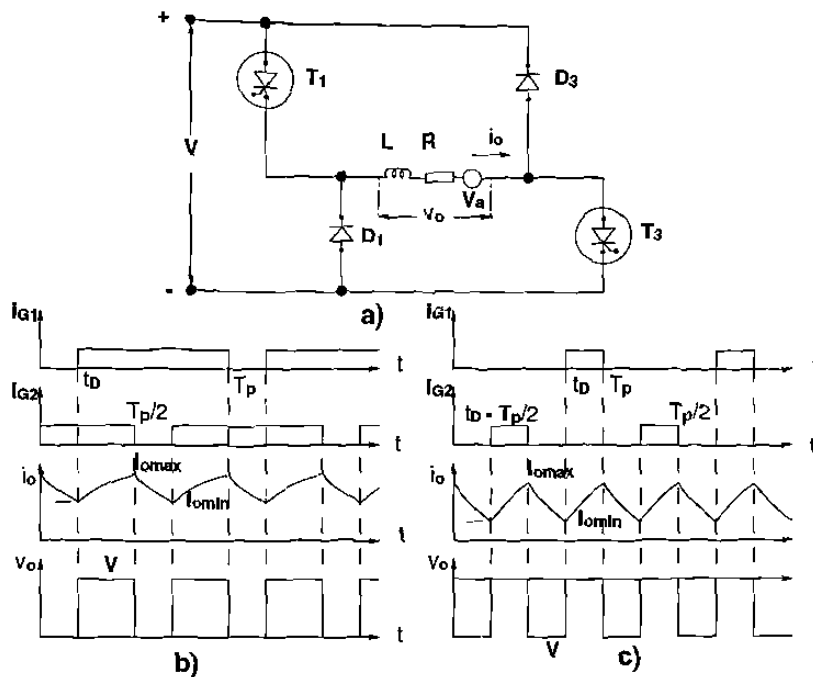 +
T1
D3
L R io
V
Va
vo
D1
T3
-
a)
iG1
t
tD
Tp
IG2
Tp/2
t
io
Iomax
Iomin
t
Vo
V
t
b)
iG1
t
tD
Tp
IG2
tD - Tp/2
Tp/2
t
io
Iomax
Iomin
Vo
V
c)